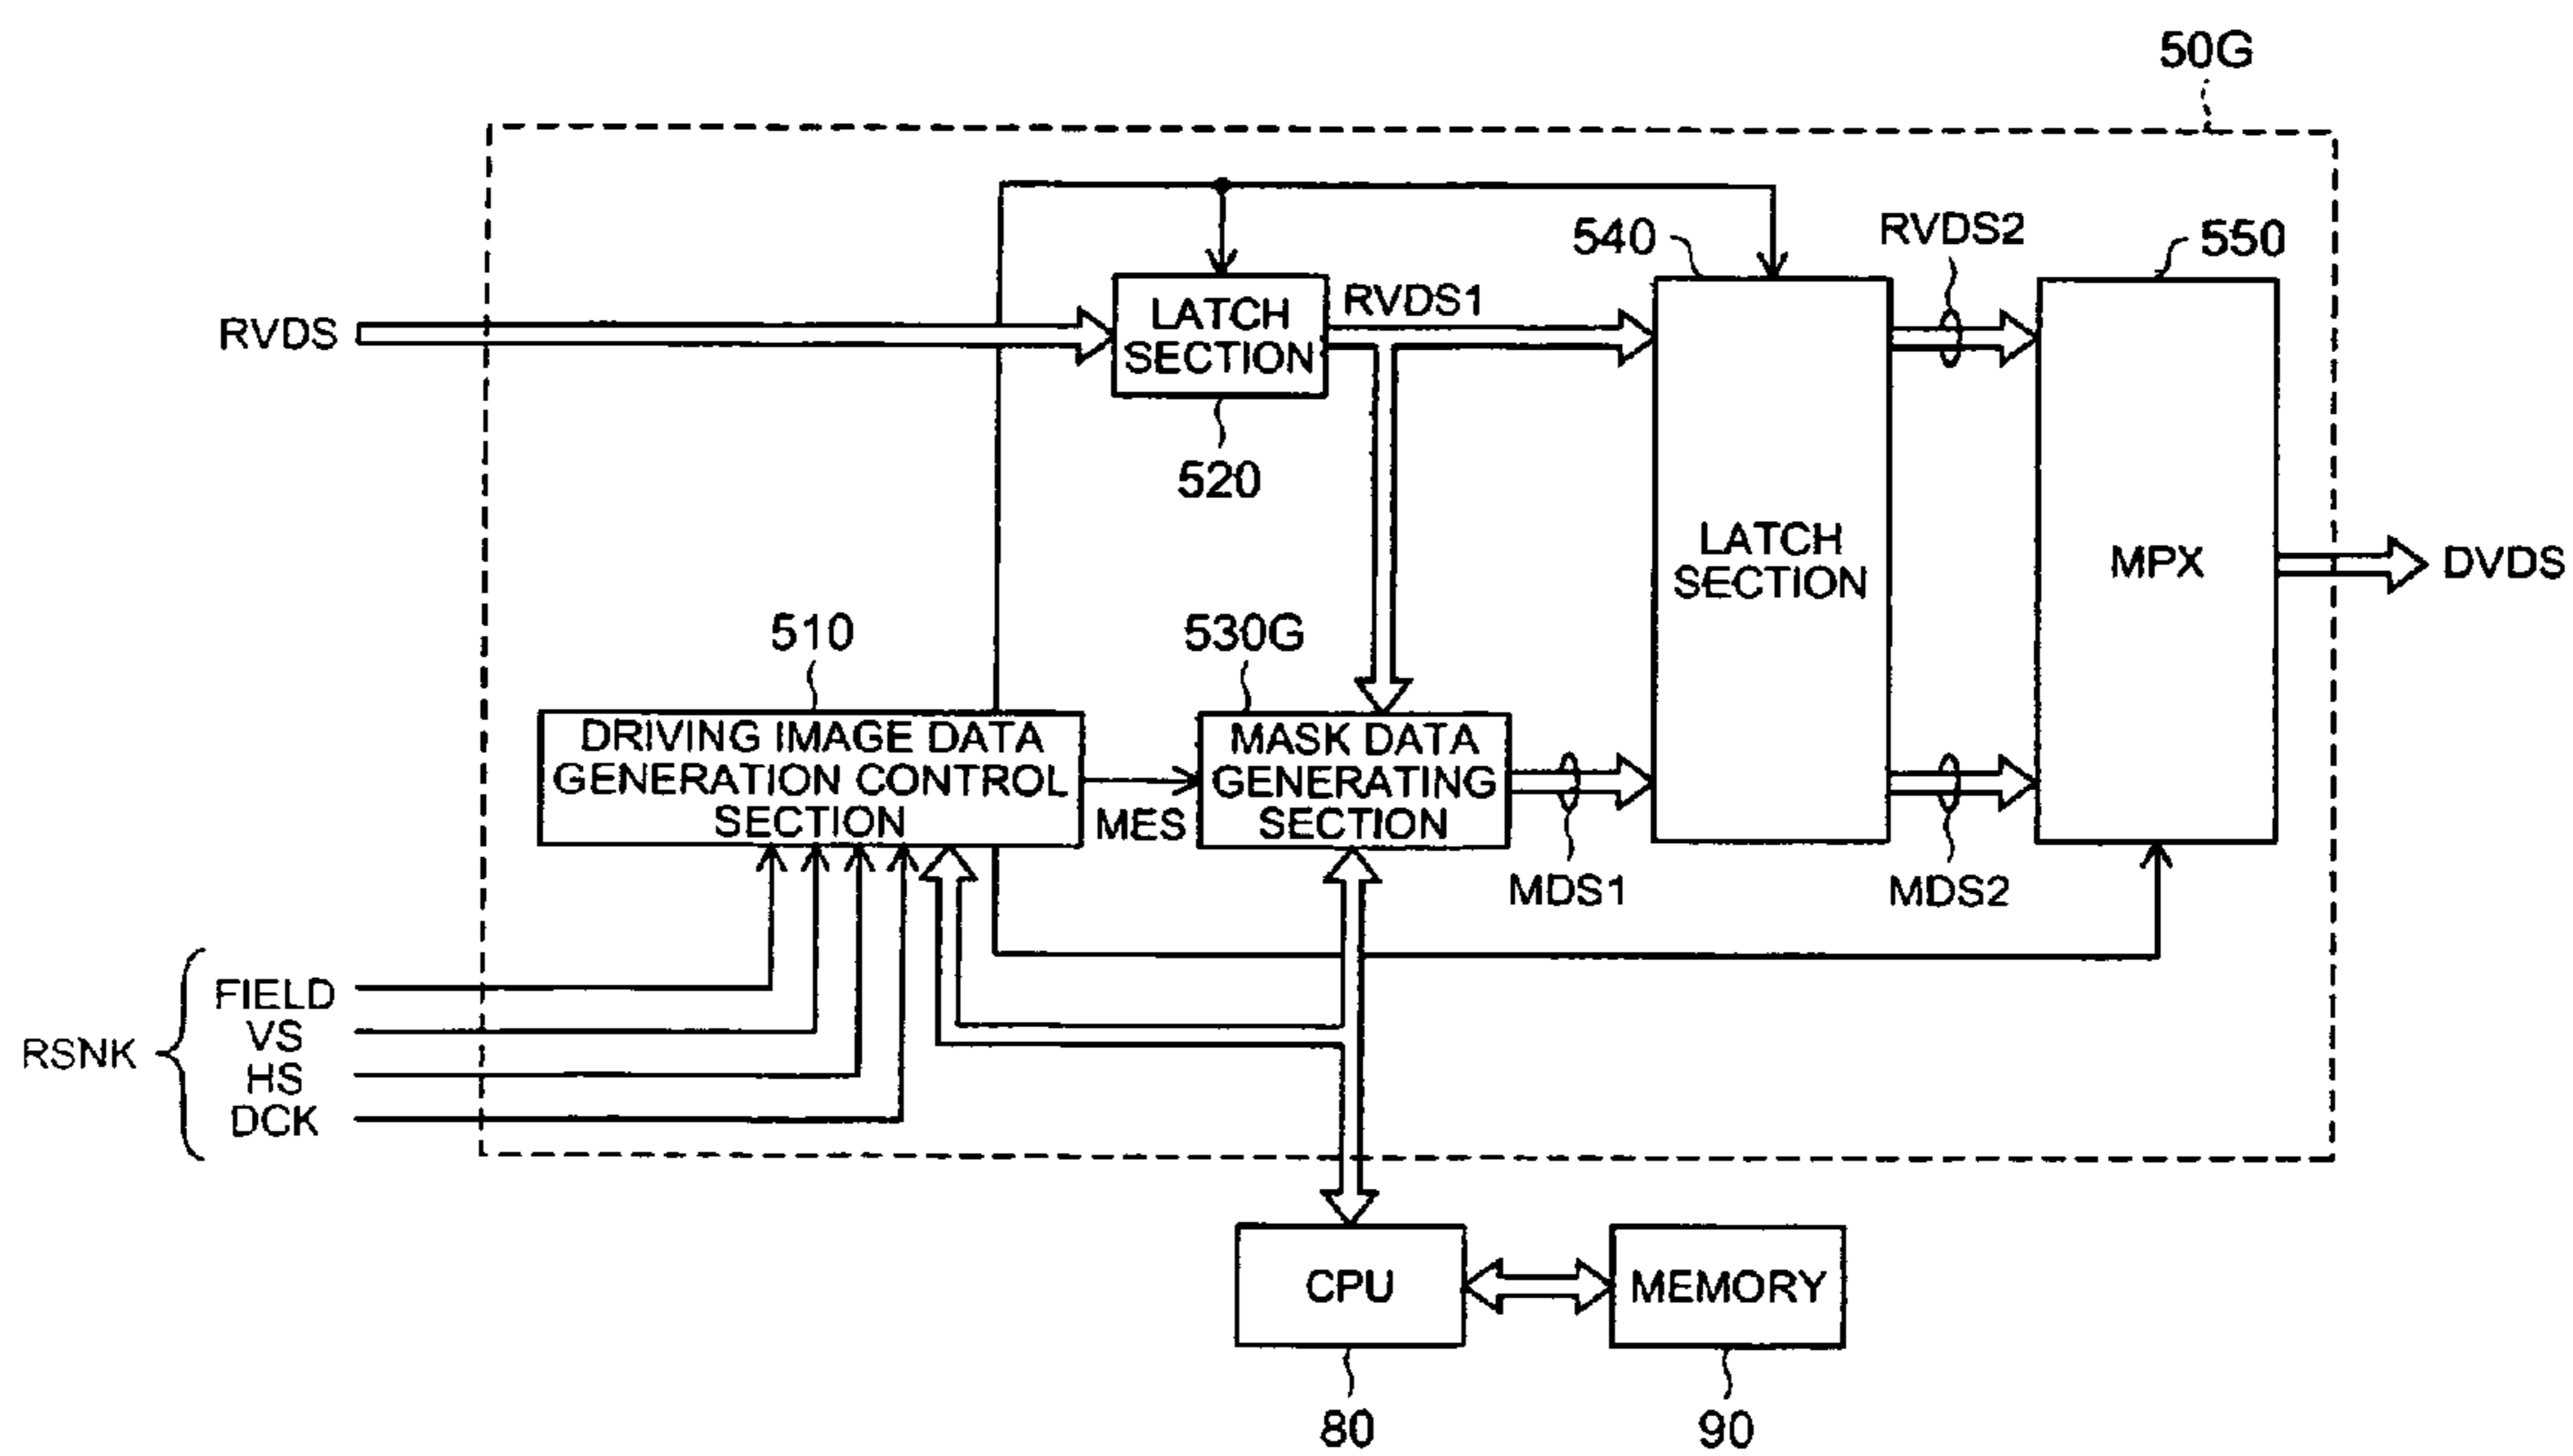 50G
540
RVDS2
550
RVDS
LATCH
SECTION
RVDS1
520
LATCH
SECTION
MPX
DVDS
510
530G
DRIVING IMAGE DATA
GENERATION CONTROL
SECTION
MES
MASK DATA
GENERATING
SECTION
MDS1
MDS2
RSNK
FIELD
VS
HS
DCK
CPU
MEMORY
80
90